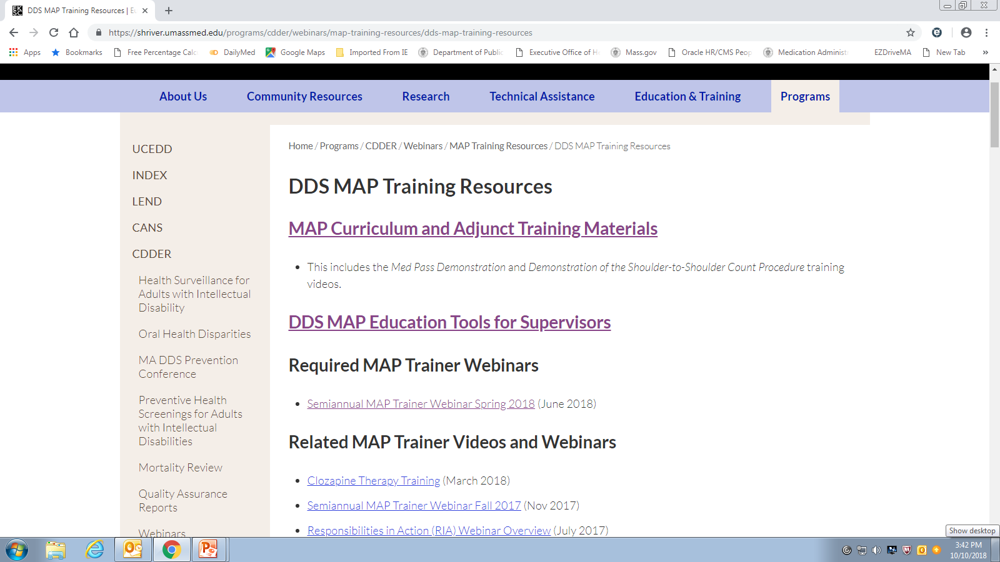 DDS MAP Training Resources | Eu
https://shriver.umassmed.edu/programs/cdder/webinars/map-training-resources/dds-map-training-resources
Apps Bookmarks Free Percentage Calc DailyMed Google Maps Imported From IE Department of Public Executive Office of He Mass.gov Oracle HR/CMS Peop Medication Administr EZDriveMA New Tab »
About Us Community Resources Research Technical Assistance Education & Training Programs
UCEDD
INDEX
LEND
CANS
CDDER
Health Surveillance for
Adults with Intellectual
Disability
Oral Health Disparities
MA DDS Prevention
Conference
Preventive Health
Screenings for Adults
with Intellectual
Disabilities
Mortality Review
Quality Assurance
Reports
Webinars
Home / Programs / CDDER / Webinars / MAP Training Resources / DDS MAP Training Resources
DDS MAP Training Resources
MAP Curriculum and Adjunct Training Materials
• This includes the Med Pass Demonstration and Demonstration of the Shoulder-to-Shoulder Count Procedure training
videos.
DDS MAP Education Tools for Supervisors
Required MAP Trainer Webinars
• Semiannual MAP Trainer Webinar Spring 2018 (June 2018)
Related MAP Trainer Videos and Webinars
• Clozapine Therapy Training (March 2018)
• Semiannual MAP Trainer Webinar Fall 2017 (Nov 2017)
• Responsibilities in Action (RIA) Webinar Overview (July 2017)
Show desktop
3:42 PM
10/10/2018